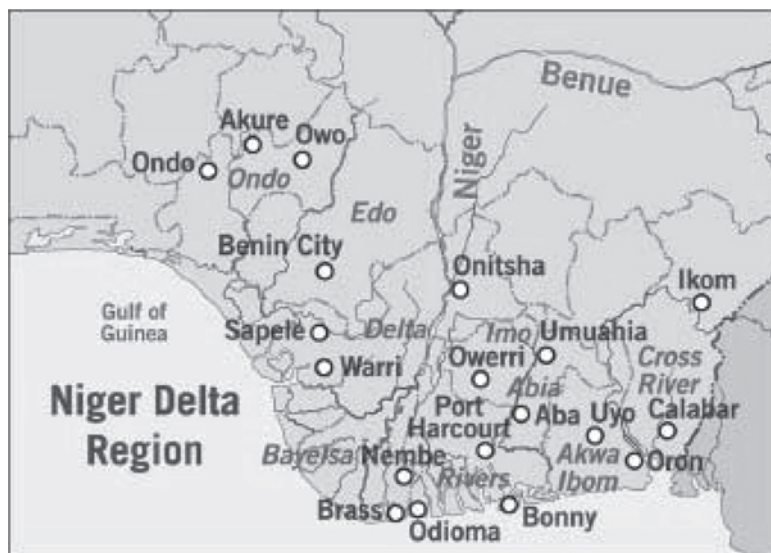 Benue
Niger
Akure
Owo
Ondo
Ondo
Edo
Benin City
Onitsha
Ikom
Gulf of
Guinea
Sapele
Delta
Imo
Umuahia
Warri
Owerri
Cross
River
Abia
Niger Delta
Region
Port
Harcourt
Aba
Uyo
Calabar
Bayelsa
Nembe
Rivers
Akwa
Ibom
Oron
Brass
Odioma
Bonny